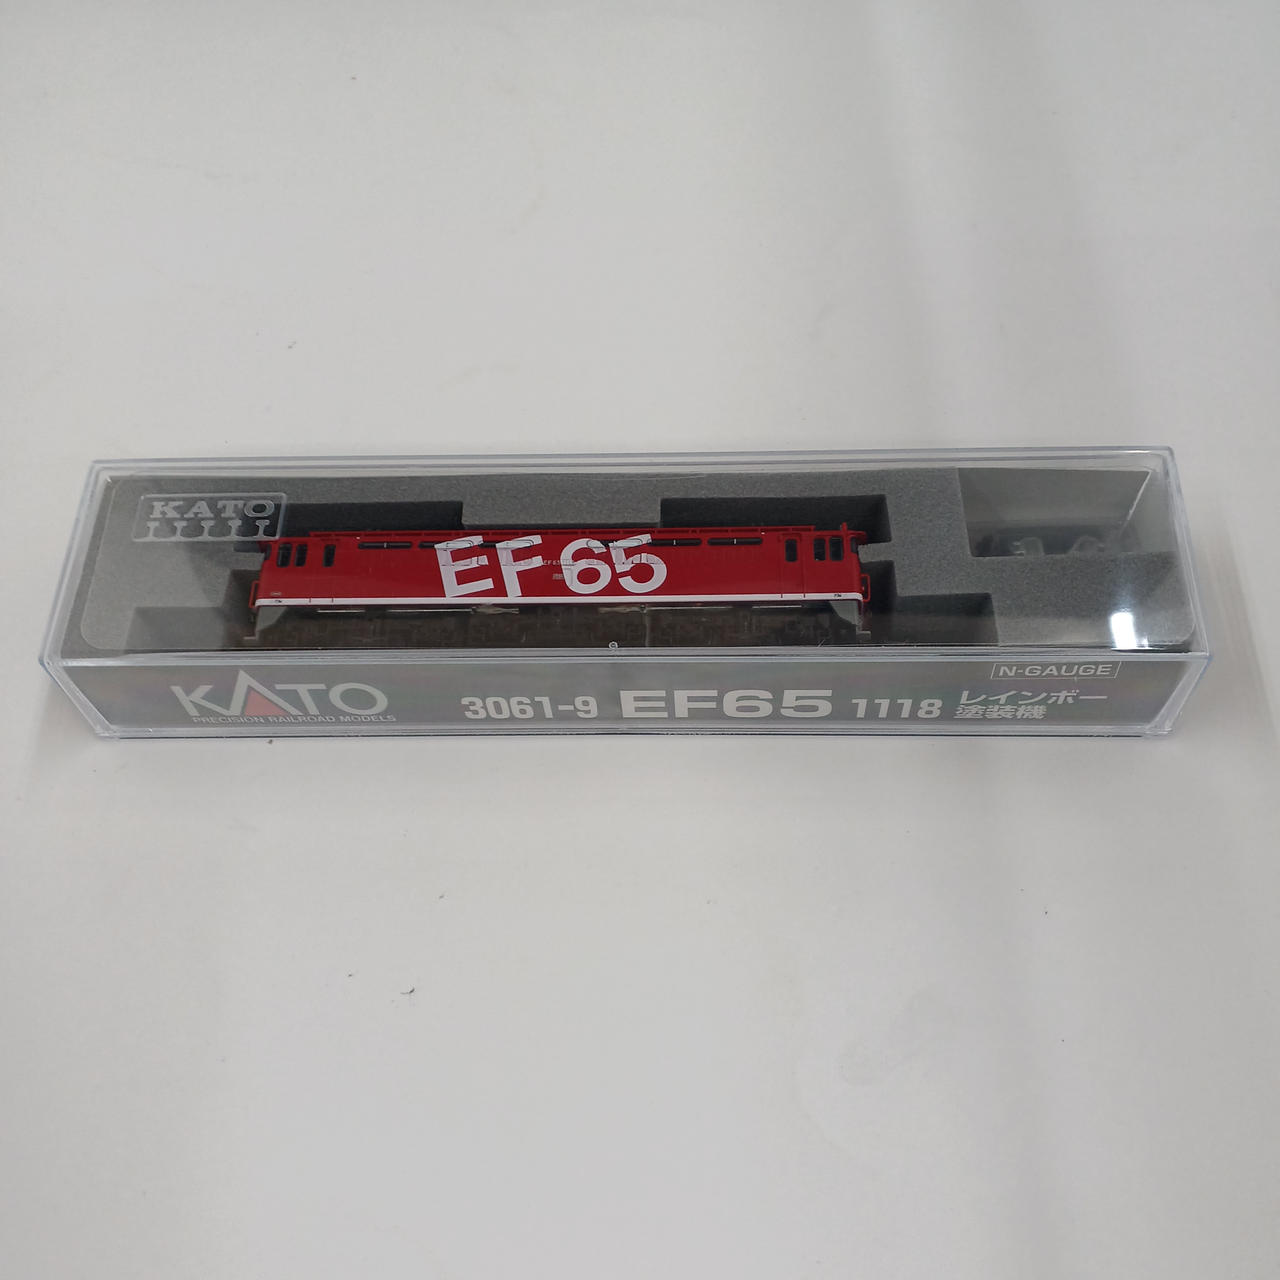 KATO
EF65
KATO
PRECISION RAILROAD MODELS
3061-9 EF65 1118 レインボー
塗装機
N-GAUGE